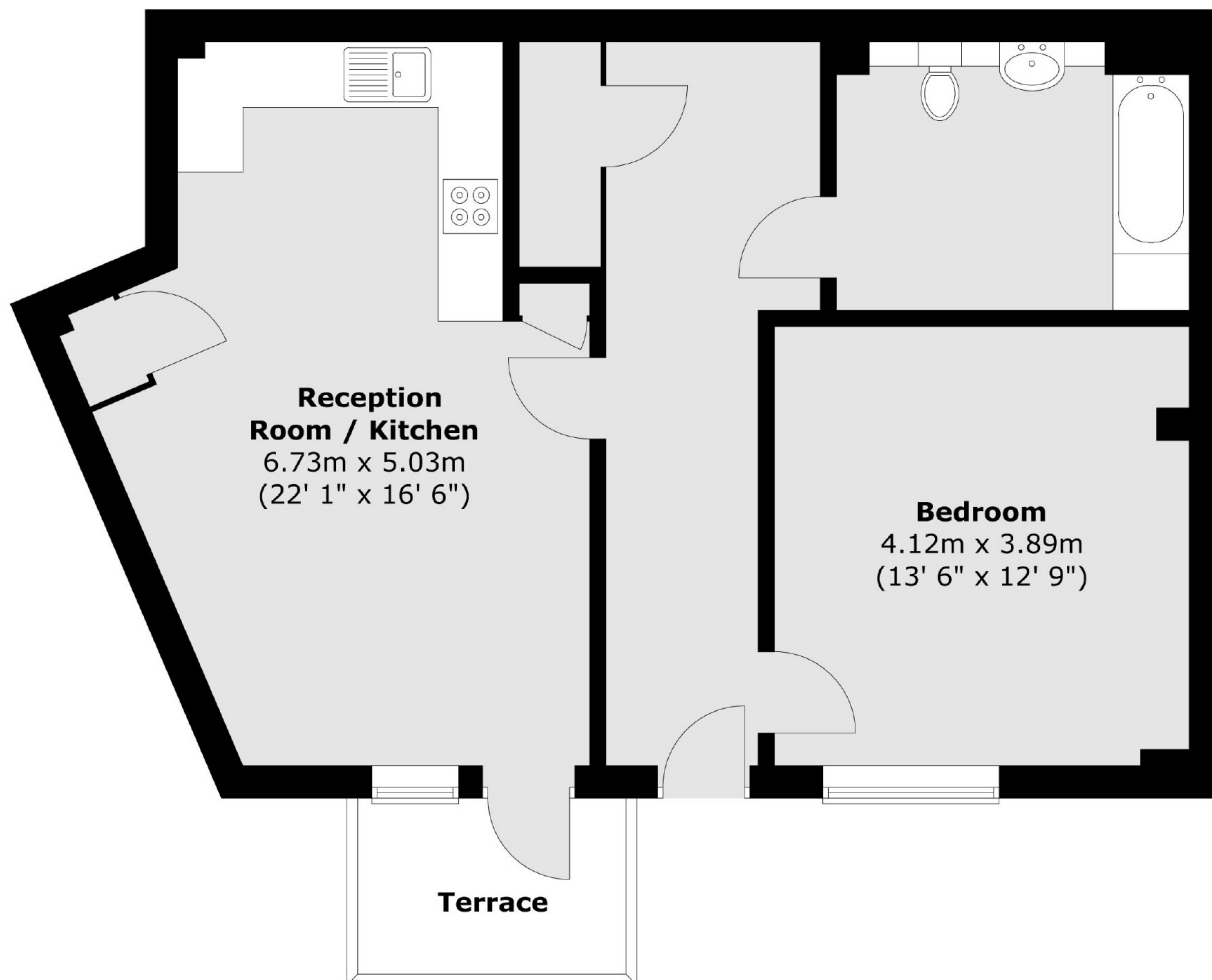 Reception
Room / Kitchen
6.73m x 5.03m
(22' 1" x 16' 6")
Bedroom
4.12m x 3.89m
(13' 6" x 12' 9")
Terrace